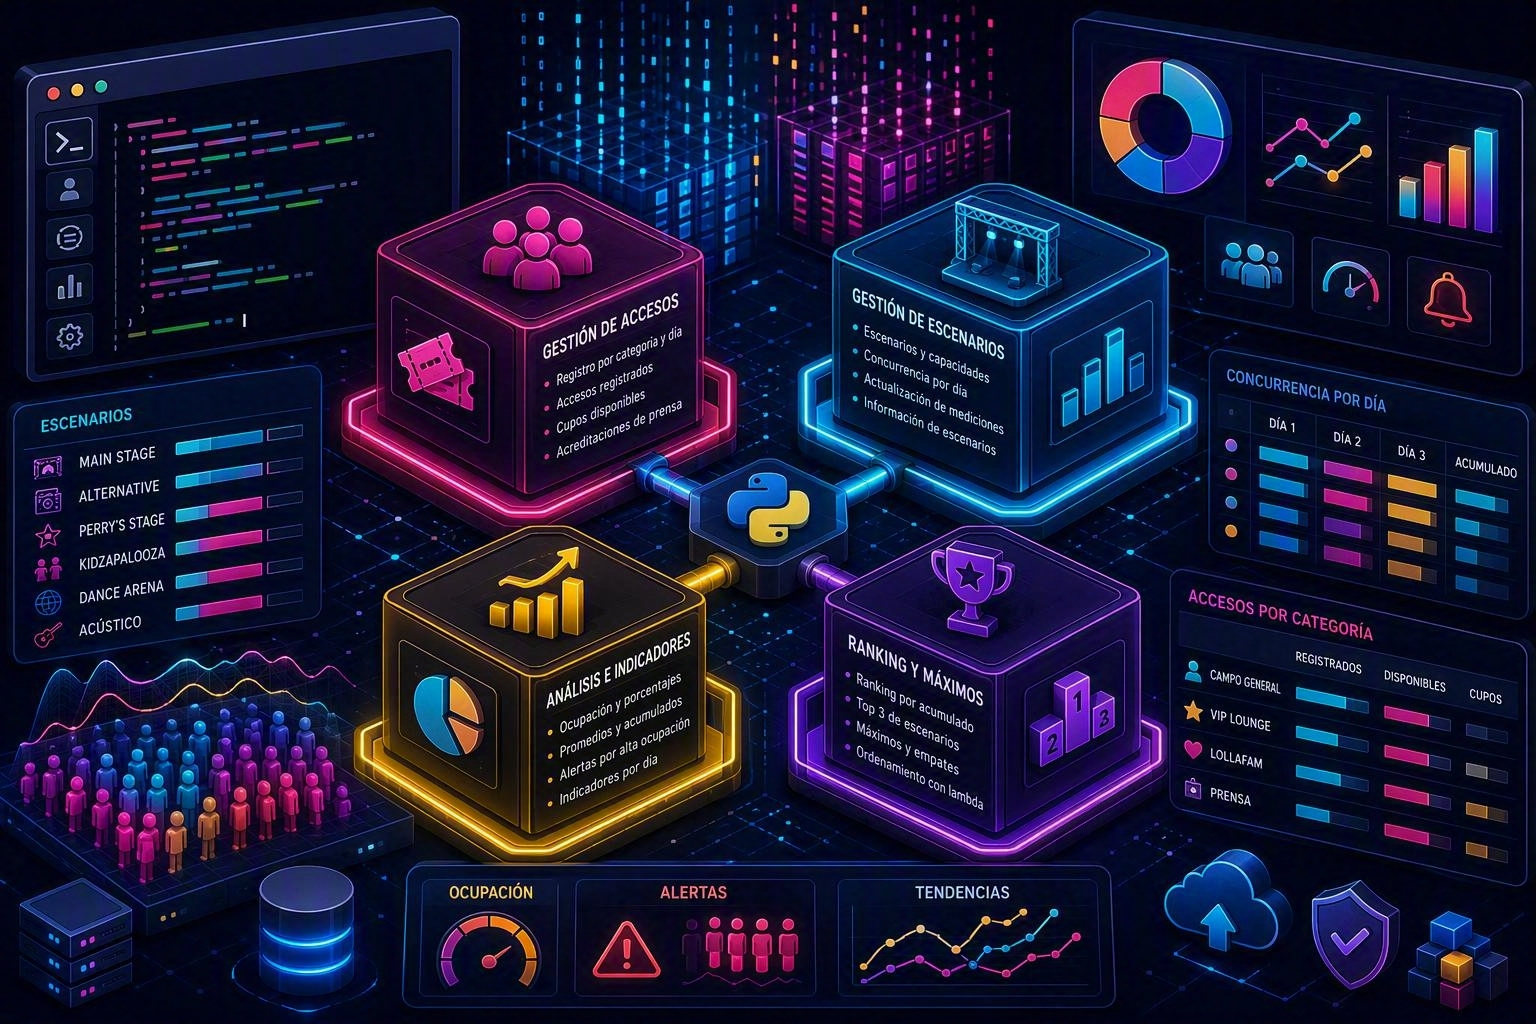 GESTIÓN DE ACCESOS
• Registro por categoría y día
• Accesos registrados
• Cupos disponibles
• Acreditaciones de prensa
GESTIÓN DE ESCENARIOS
• Escenarios y capacidades
• Concurrencia por día
• Actualización de mediciones
• Información de escenarios
ESCENARIOS
MAIN STAGE
ALTERNATIVE
PERRY'S STAGE
KIDZAPALOOZA
DANCE ARENA
ACÚSTICO
CONCURRENCIA POR DÍA
DÍA 1 DÍA 2 DÍA 3 ACUMULADO
ANÁLISIS E INDICADORES
• Ocupación y porcentajes
• Promedios y acumulados
• Alertas por alta ocupación
• Indicadores por día
RANKING Y MÁXIMOS
• Ranking por acumulado
• Top 3 de escenarios
• Máximos y empates
• Ordenamiento con lambda
1
2 3
ACCESOS POR CATEGORÍA
REGISTRADOS DISPONIBLES CUPOS
CAMPO GENERAL
VIP LOUNGE
LOLLAFAM
PRENSA
OCUPACIÓN
ALERTAS
TENDENCIAS